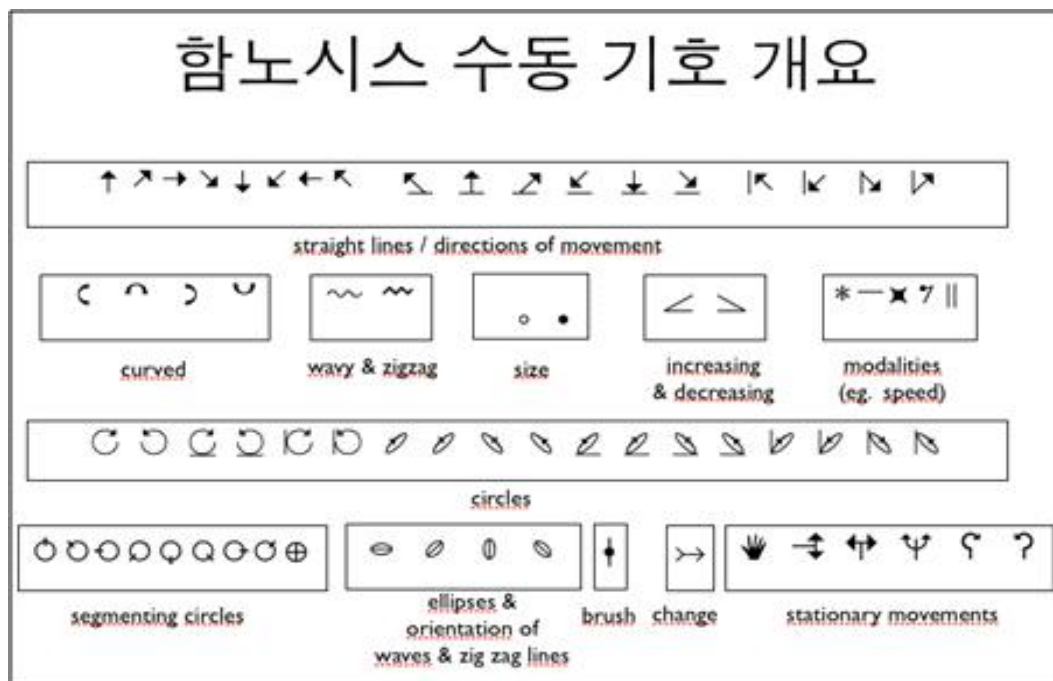 함노시스 수동 기호 개요
straight lines / directions of movement
curved
wavy & zigzag
size
increasing
& decreasing
modalities
(eg. speed)
circles
segmenting circles
ellipses &
orientation of
waves & zig zag lines
brush
change
stationary movements